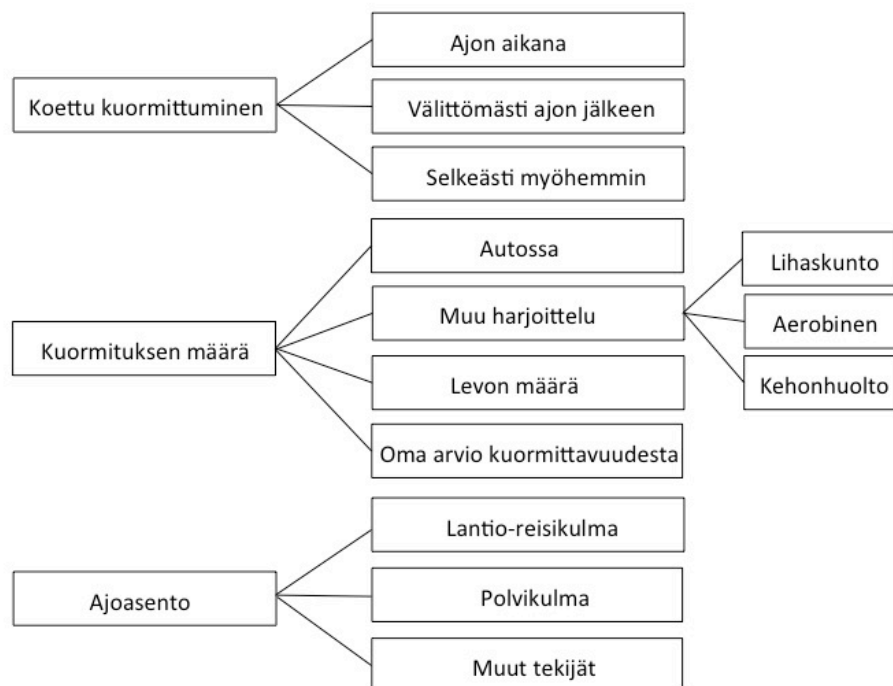 Koettu kuormittuminen
Ajon aikana
Välittömästi ajon jälkeen
Selkeästi myöhemmin
Kuormituksen määrä
Autossa
Muu harjoittelu
Lihaskunto
Aerobinen
Kehonhuolto
Levon määrä
Oma arvio kuormittavuudesta
Ajoasento
Lantio-reisikulma
Polvikulma
Muut tekijät